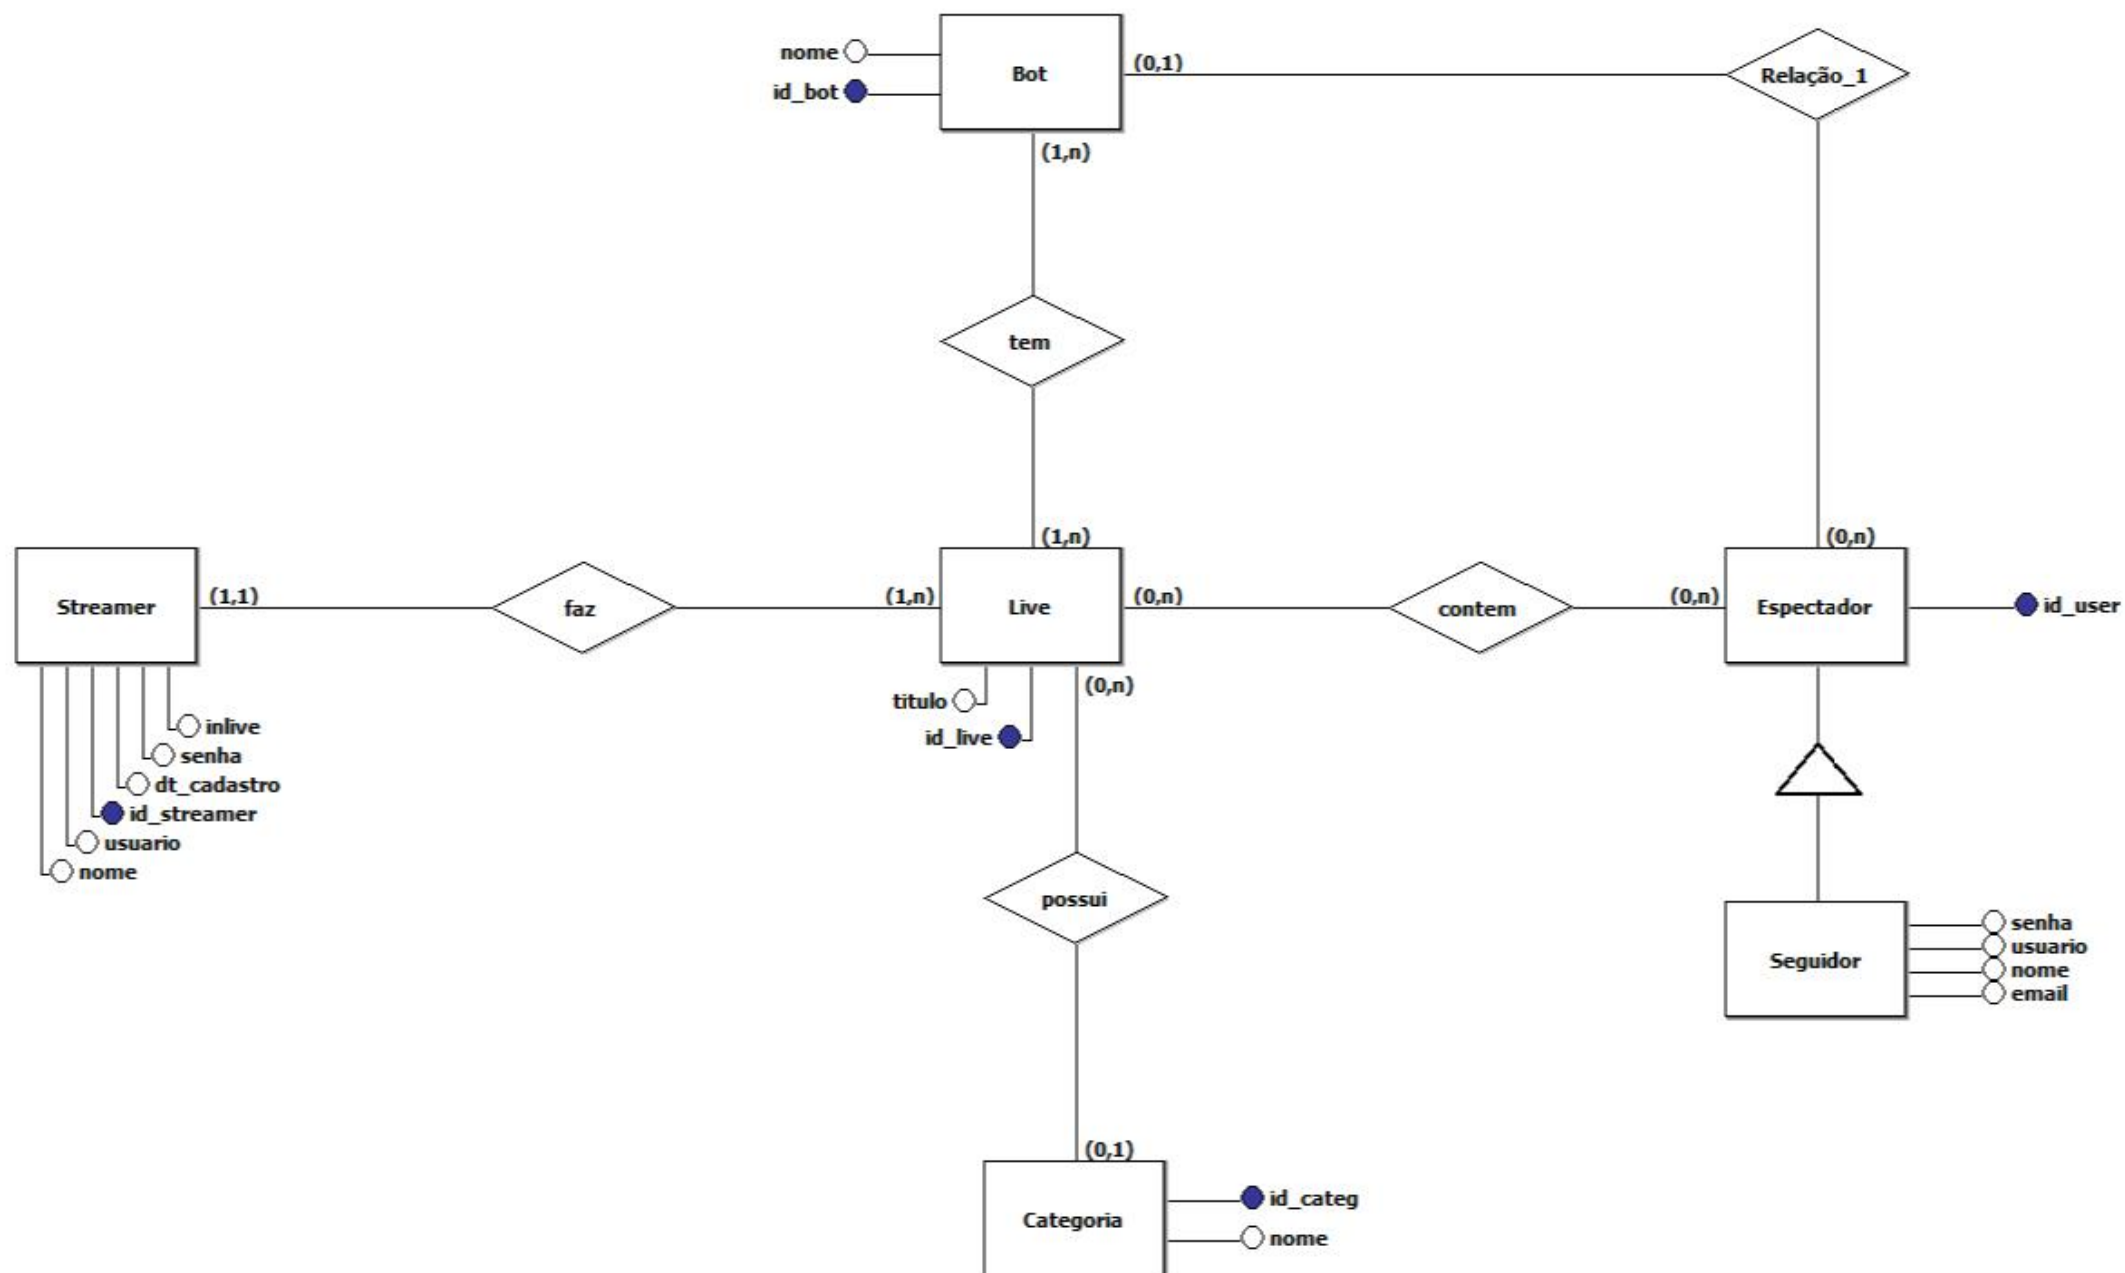 nome
id_bot
Bot
(0,1)
Relação_1
(1,n)
tem
(1,n)
(0,n)
Streamer
(1,1)
faz
(1,n)
Live
(0,n)
contem
(0,n)
Espectador
id_user
inlive
senha
dt_cadastro
id_streamer
usuario
nome
titulo
id_live
(0,n)
possui
Seguidor
senha
usuario
nome
email
(0,1)
Categoria
id_categ
nome